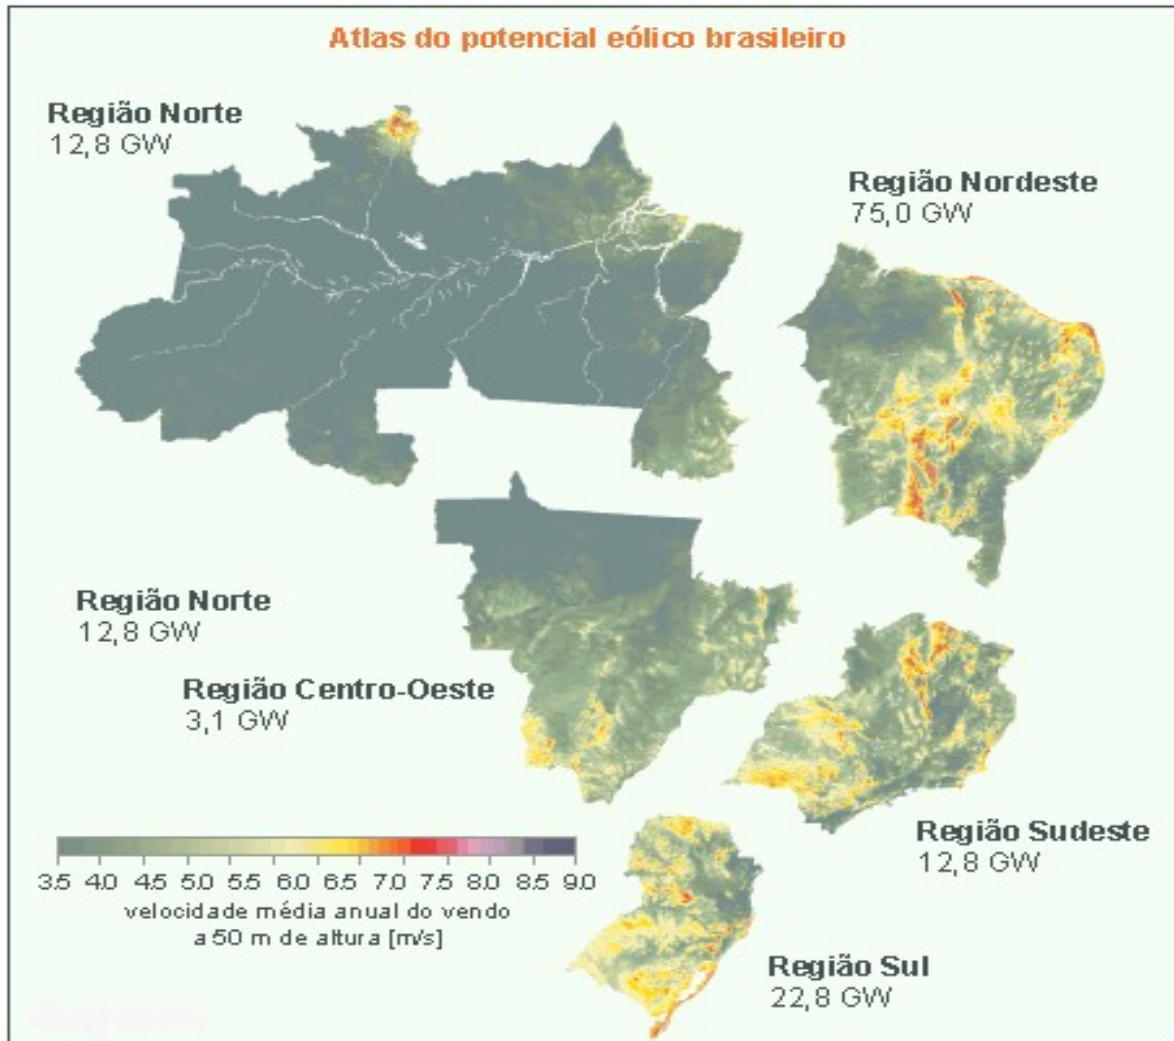 Atlas do potencial eólico brasileiro
Região Norte
12,8 GW
Região Nordeste
75,0 GW
Região Norte
12,8 GW
Região Centro-Oeste
3,1 GW
Região Sudeste
12,8 GW
3.5 4.0 4.5 5.0 5.5 6.0 6.5 7.0 7.5 8.0 8.5 9.0
velocidade média anual do vendo
a 50 m de altura [m/s]
Região Sul
22,8 GW